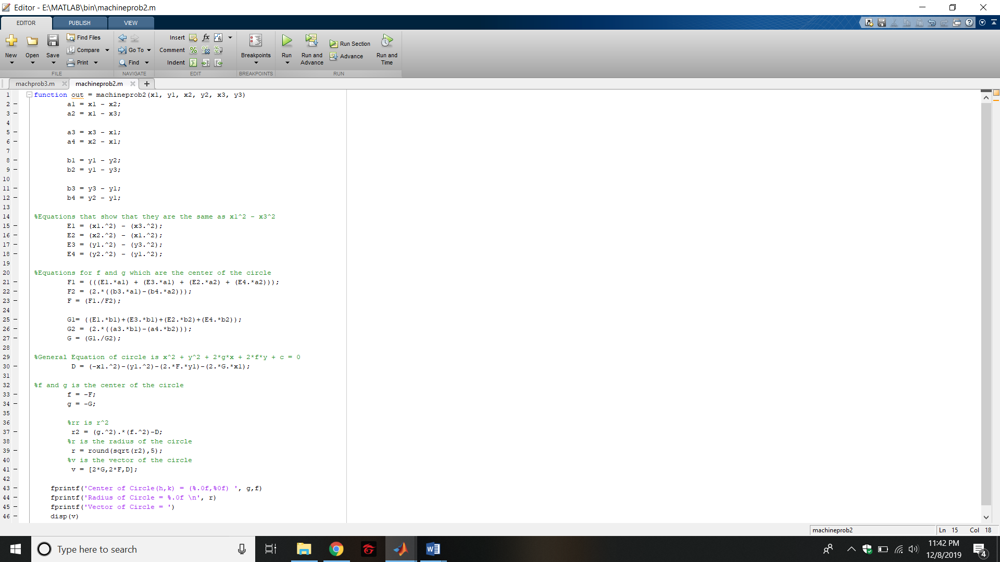 Editor - E:\MATLAB\bin\machineprob2.m
EDITOR PUBLISH VIEW
New Open Save Find Files Compare Print Go To Find Insert Comment Indent Breakpoints Run Run and Advance Run Section Advance Run and Time
FILE NAVIGATE EDIT BREAKPOINTS RUN
machprob3.m machineprob2.m
1 function out = machineprob2(x1, y1, x2, y2, x3, y3)
2 a1 = x1 - x2;
3 a2 = x1 - x3;
4
5 a3 = x3 - x1;
6 a4 = x2 - x1;
7
8 b1 = y1 - y2;
9 b2 = y1 - y3;
10
11 b3 = y3 - y1;
12 b4 = y2 - y1;
13
14 %Equations that show that they are the same as x1^2 - x3^2
15 E1 = (x1.^2) - (x3.^2);
16 E2 = (x2.^2) - (x1.^2);
17 E3 = (y1.^2) - (y3.^2);
18 E4 = (y2.^2) - (y1.^2);
19
20 %Equations for f and g which are the center of the circle
21 F1 = (((E1.*a1) + (E3.*a1) + (E2.*a2) + (E4.*a2)));
22 F2 = (2.*((b3.*a1)-(b4.*a2)));
23 F = (F1./F2);
24
25 G1= ((E1.*b1)+(E3.*b1)+(E2.*b2)+(E4.*b2));
26 G2 = (2.*((a3.*b1)-(a4.*b2)));
27 G = (G1./G2);
28
29 %General Equation of circle is x^2 + y^2 + 2*g*x + 2*f*y + c = 0
30 D = (-x1.^2)-(y1.^2)-(2.*F.*y1)-(2.*G.*x1);
31
32 %f and g is the center of the circle
33 f = -F;
34 g = -G;
35
36 %rr is r^2
37 r2 = (g.^2).*(f.^2)-D;
38 %r is the radius of the circle
39 r = round(sqrt(r2),5);
40 %v is the vector of the circle
41 v = [2*G,2*F,D];
42
43 fprintf('Center of Circle(h,k) = (%.0f,%0f) ', g,f)
44 fprintf('Radius of Circle = %.0f \n', r)
45 fprintf('Vector of Circle = ')
46 disp(v)
machineprob2 Ln 15 Col 18
Type here to search
11:42 PM
12/8/2019
4